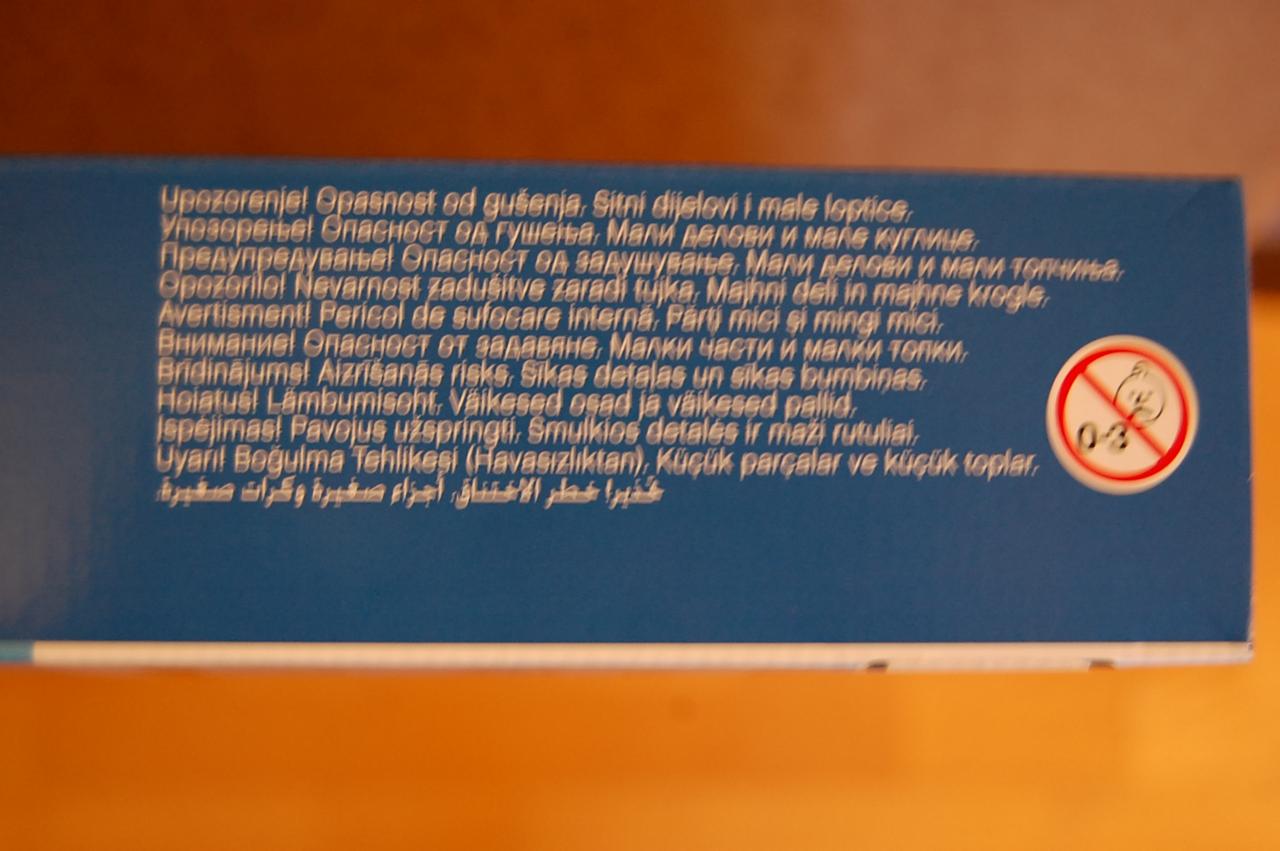 Upozorenje! Opasnost od gušenja. Sitni dijelovi i male loptice.
Упозорење! Опасност од гушења. Мали делови и мале куглице.
Предупредување! Опасност од задушување. Мали делови и мали топчиња.
Opozorilo! Nevarnost zadušitve zaradi tujka. Majhni deli in majhne krogle.
Avertisment! Pericol de sufocare internă. Părţi mici şi mingi mici.
Внимание! Опасност от задавяне. Малки части и малки топки.
Brīdinājums! Aizrīšanās risks. Sīkas detaļas un sīkas bumbiņas.
Hoiatus! Lämbumisoht. Väikesed osad ja väikesed pallid.
Įspėjimas! Pavojus užspringti. Smulkios detalės ir maži rutuliai.
Uyarı! Boğulma Tehlikesi (Havasızlıktan). Küçük parçalar ve küçük toplar.
تحذير! خطر الاختناق. أجزاء صغيرة وكرات صغيرة.
0-3